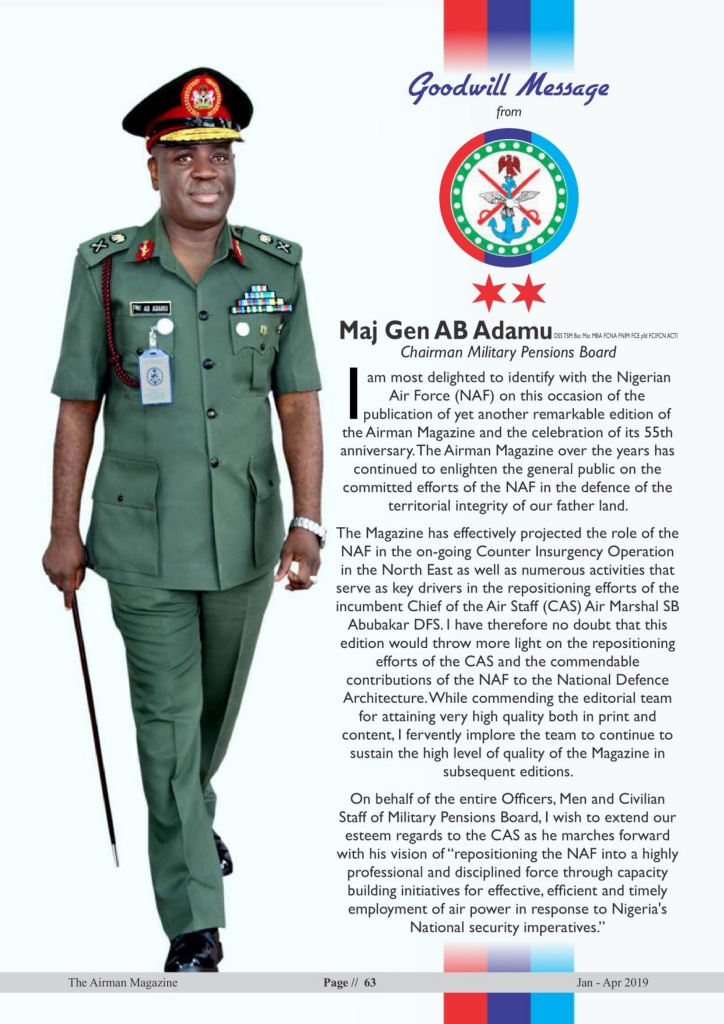 Goodwill Message
from
Maj Gen AB Adamu DSS TSM Bsc Msc MBA FCNA FNIM FCE pfd FCIFCN ACTI
Chairman Military Pensions Board
I am most delighted to identify with the Nigerian
Air Force (NAF) on this occasion of the
publication of yet another remarkable edition of
the Airman Magazine and the celebration of its 55th
anniversary. The Airman Magazine over the years has
continued to enlighten the general public on the
committed efforts of the NAF in the defence of the
territorial integrity of our father land.
The Magazine has effectively projected the role of the
NAF in the on-going Counter Insurgency Operation
in the North East as well as numerous activities that
serve as key drivers in the repositioning efforts of the
incumbent Chief of the Air Staff (CAS) Air Marshal SB
Abubakar DFS. I have therefore no doubt that this
edition would throw more light on the repositioning
efforts of the CAS and the commendable
contributions of the NAF to the National Defence
Architecture. While commending the editorial team
for attaining very high quality both in print and
content, I fervently implore the team to continue to
sustain the high level of quality of the Magazine in
subsequent editions.
On behalf of the entire Officers, Men and Civilian
Staff of Military Pensions Board, I wish to extend our
esteem regards to the CAS as he marches forward
with his vision of “repositioning the NAF into a highly
professional and disciplined force through capacity
building initiatives for effective, efficient and timely
employment of air power in response to Nigeria's
National security imperatives.”
AB ADAMU
The Airman Magazine
Page // 63
Jan - Apr 2019